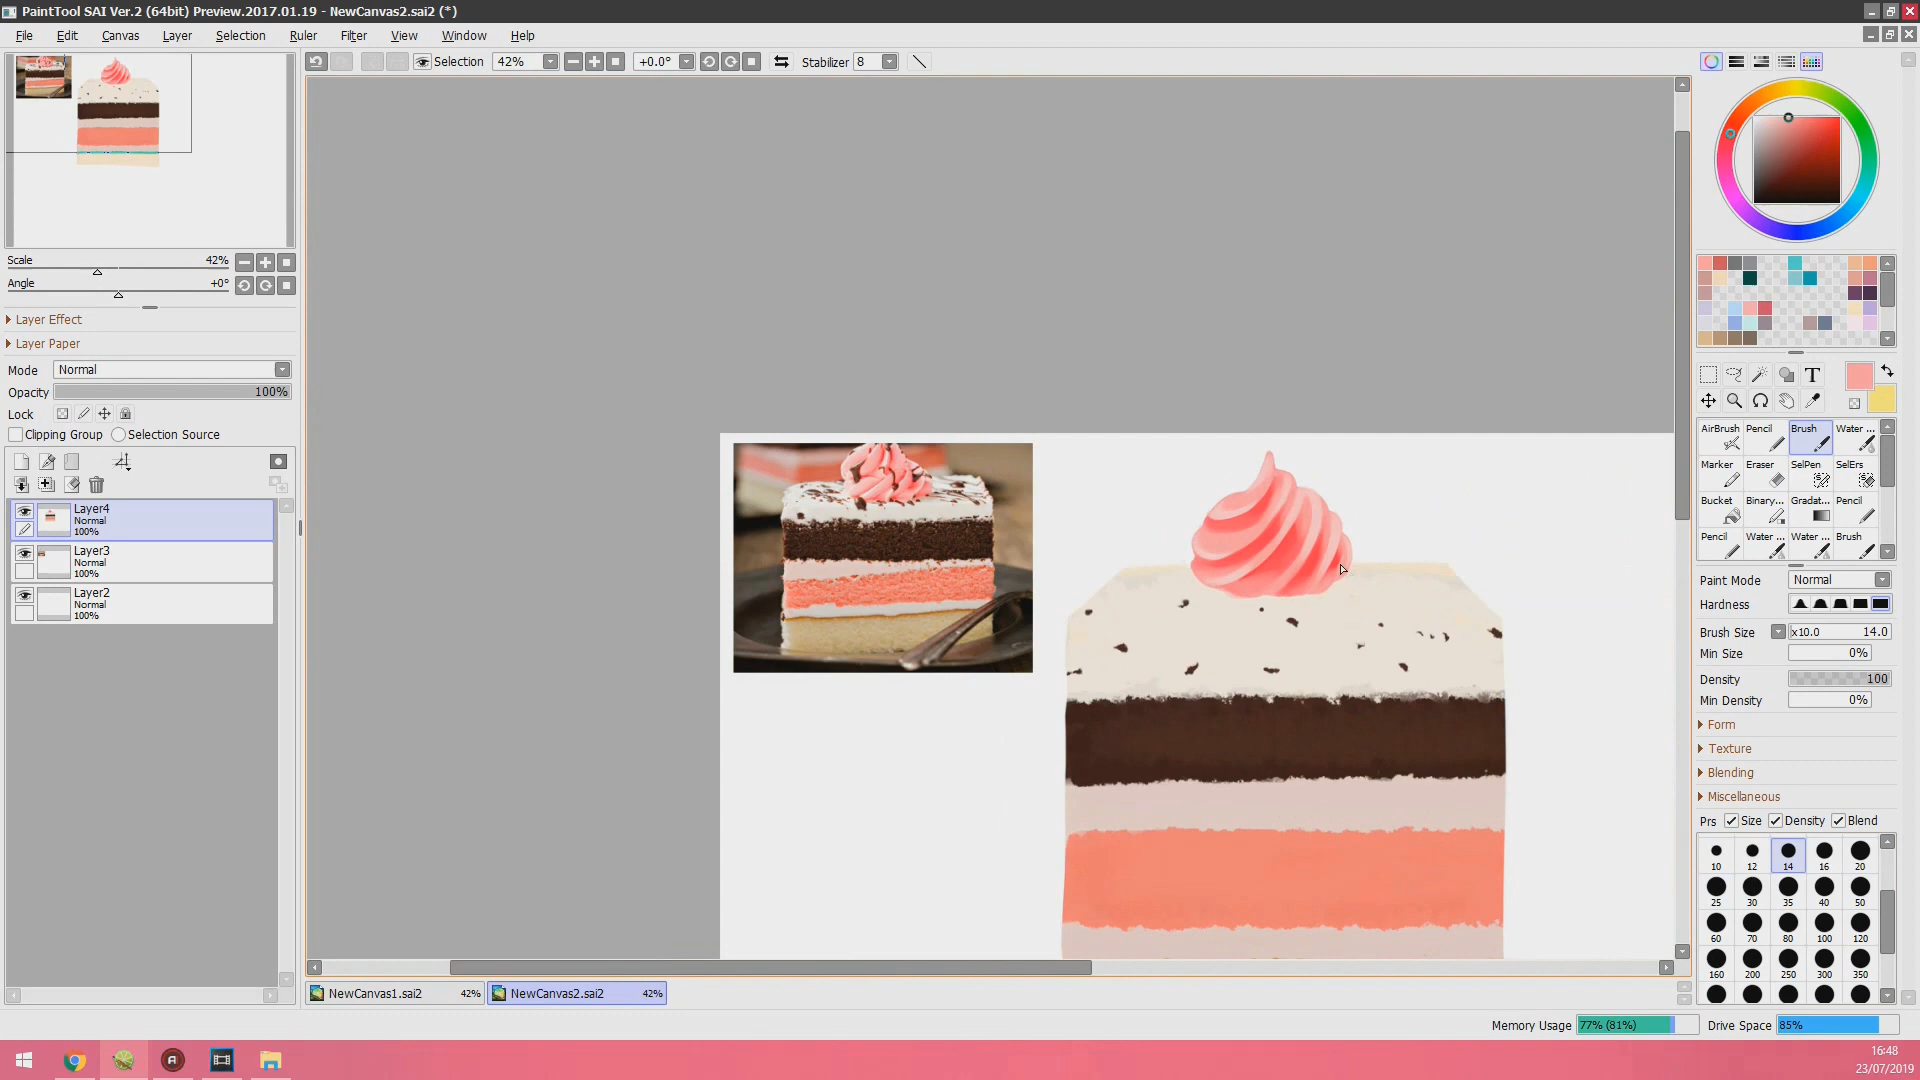 PaintTool SAI Ver.2 (64bit) Preview.2017.01.19 - NewCanvas2.sai2 (*)
File Edit Canvas Layer Selection Ruler Filter View Window Help
Selection 42% +0.0° Stabilizer 8
Scale 42%
Angle +0°
Layer Effect
Layer Paper
Mode Normal
Opacity 100%
Lock
Clipping Group Selection Source
Layer4
Normal
100%
Layer3
Normal
100%
Layer2
Normal
100%
T
AirBrush Pencil Brush Water ...
Marker Eraser SelPen SelErs
Bucket Binary... Gradat... Pencil
Pencil Water ... Water ... Brush
Paint Mode Normal
Hardness
Brush Size x10.0 14.0
Min Size 0%
Density 100
Min Density 0%
Form
Texture
Blending
Miscellaneous
Prs Size Density Blend
10 12 14 16 20
25 30 35 40 50
60 70 80 100 120
160 200 250 300 350
NewCanvas1.sai2 42% NewCanvas2.sai2 42%
Memory Usage 77% (81%) Drive Space 85%
16:48
23/07/2019